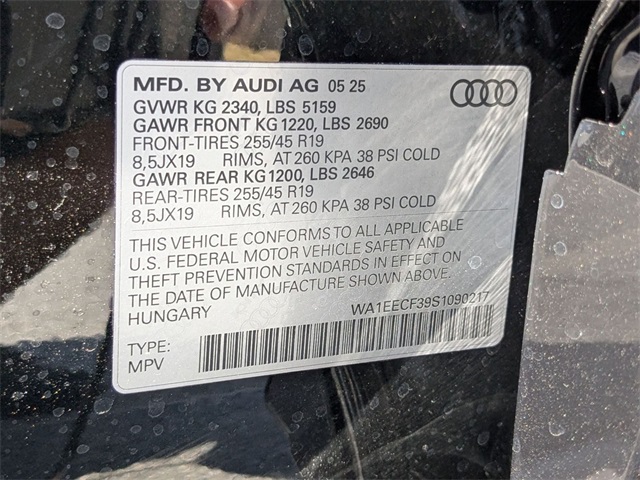 MFD. BY AUDI AG 05 25
GVWR KG 2340, LBS 5159
GAWR FRONT KG 1220, LBS 2690
FRONT-TIRES 255/45 R19
8,5JX19 RIMS, AT 260 KPA 38 PSI COLD
GAWR REAR KG1200, LBS 2646
REAR-TIRES 255/45 R19
8,5JX19 RIMS, AT 260 KPA 38 PSI COLD
THIS VEHICLE CONFORMS TO ALL APPLICABLE
U.S. FEDERAL MOTOR VEHICLE SAFETY AND
THEFT PREVENTION STANDARDS IN EFFECT ON
THE DATE OF MANUFACTURE SHOWN ABOVE.
HUNGARY
WA1EECF39S1090217
TYPE:
MPV